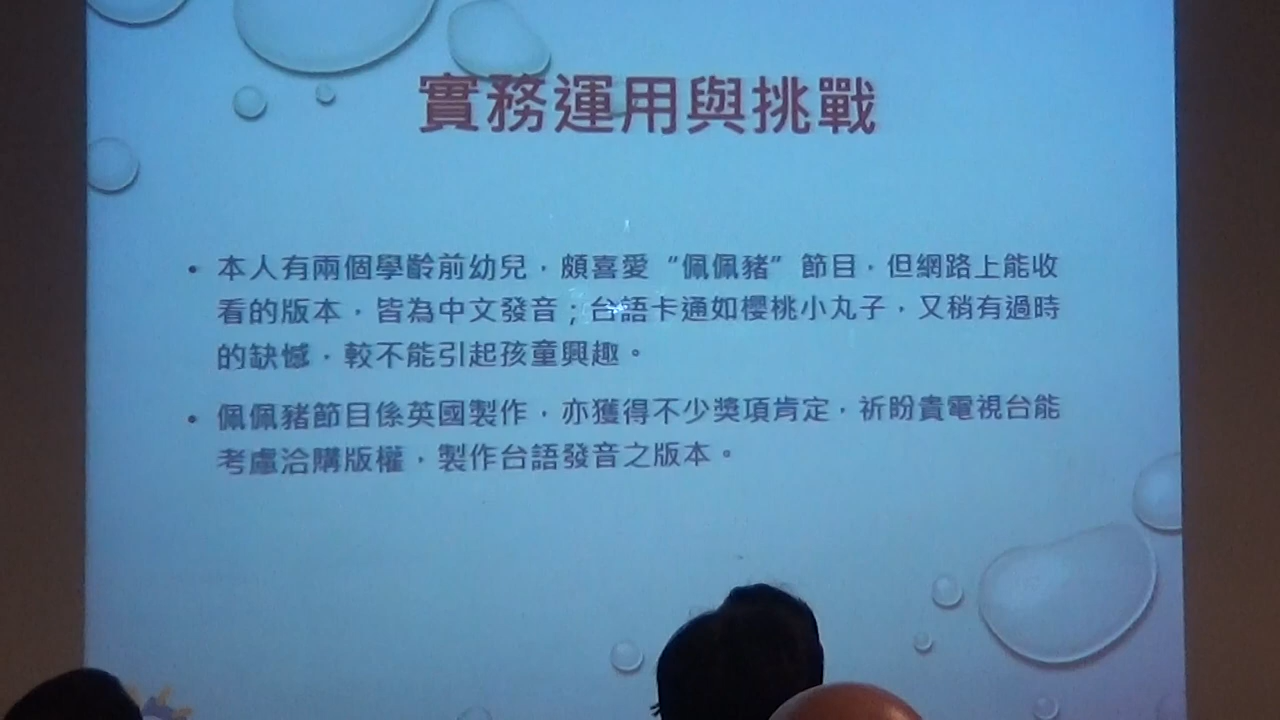 實務運用與挑戰
• 本人有兩個學齡前幼兒，頗喜愛“佩佩豬”節目，但網路上能收
看的版本，皆為中文發音；台語卡通如櫻桃小丸子，又稍有過時
的缺憾，較不能引起孩童興趣。
• 佩佩豬節目係英國製作，亦獲得不少獎項肯定，祈盼貴電視台能
考慮洽購版權，製作台語發音之版本。